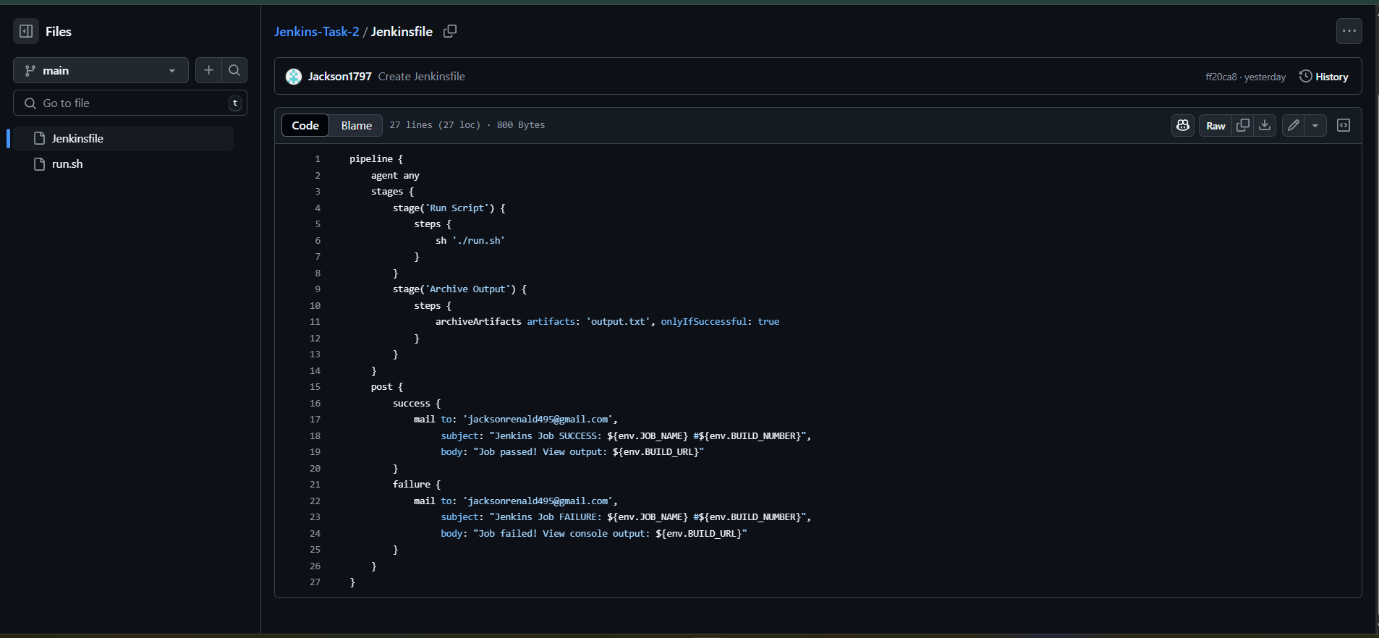 Files
main
Go to file
t
Jenkinsfile
run.sh
Jenkins-Task-2 / Jenkinsfile
Jackson1797 Create Jenkinsfile
ff20ca8 · yesterday
History
Code Blame 27 lines (27 loc) · 800 Bytes
Raw
1 pipeline {
2     agent any
3     stages {
4         stage('Run Script') {
5             steps {
6                 sh './run.sh'
7             }
8         }
9         stage('Archive Output') {
10             steps {
11                 archiveArtifacts artifacts: 'output.txt', onlyIfSuccessful: true
12             }
13         }
14     }
15     post {
16         success {
17             mail to: 'jacksonrenald495@gmail.com',
18                  subject: "Jenkins Job SUCCESS: ${env.JOB_NAME} #${env.BUILD_NUMBER}",
19                  body: "Job passed! View output: ${env.BUILD_URL}"
20         }
21         failure {
22             mail to: 'jacksonrenald495@gmail.com',
23                  subject: "Jenkins Job FAILURE: ${env.JOB_NAME} #${env.BUILD_NUMBER}",
24                  body: "Job failed! View console output: ${env.BUILD_URL}"
25         }
26     }
27 }